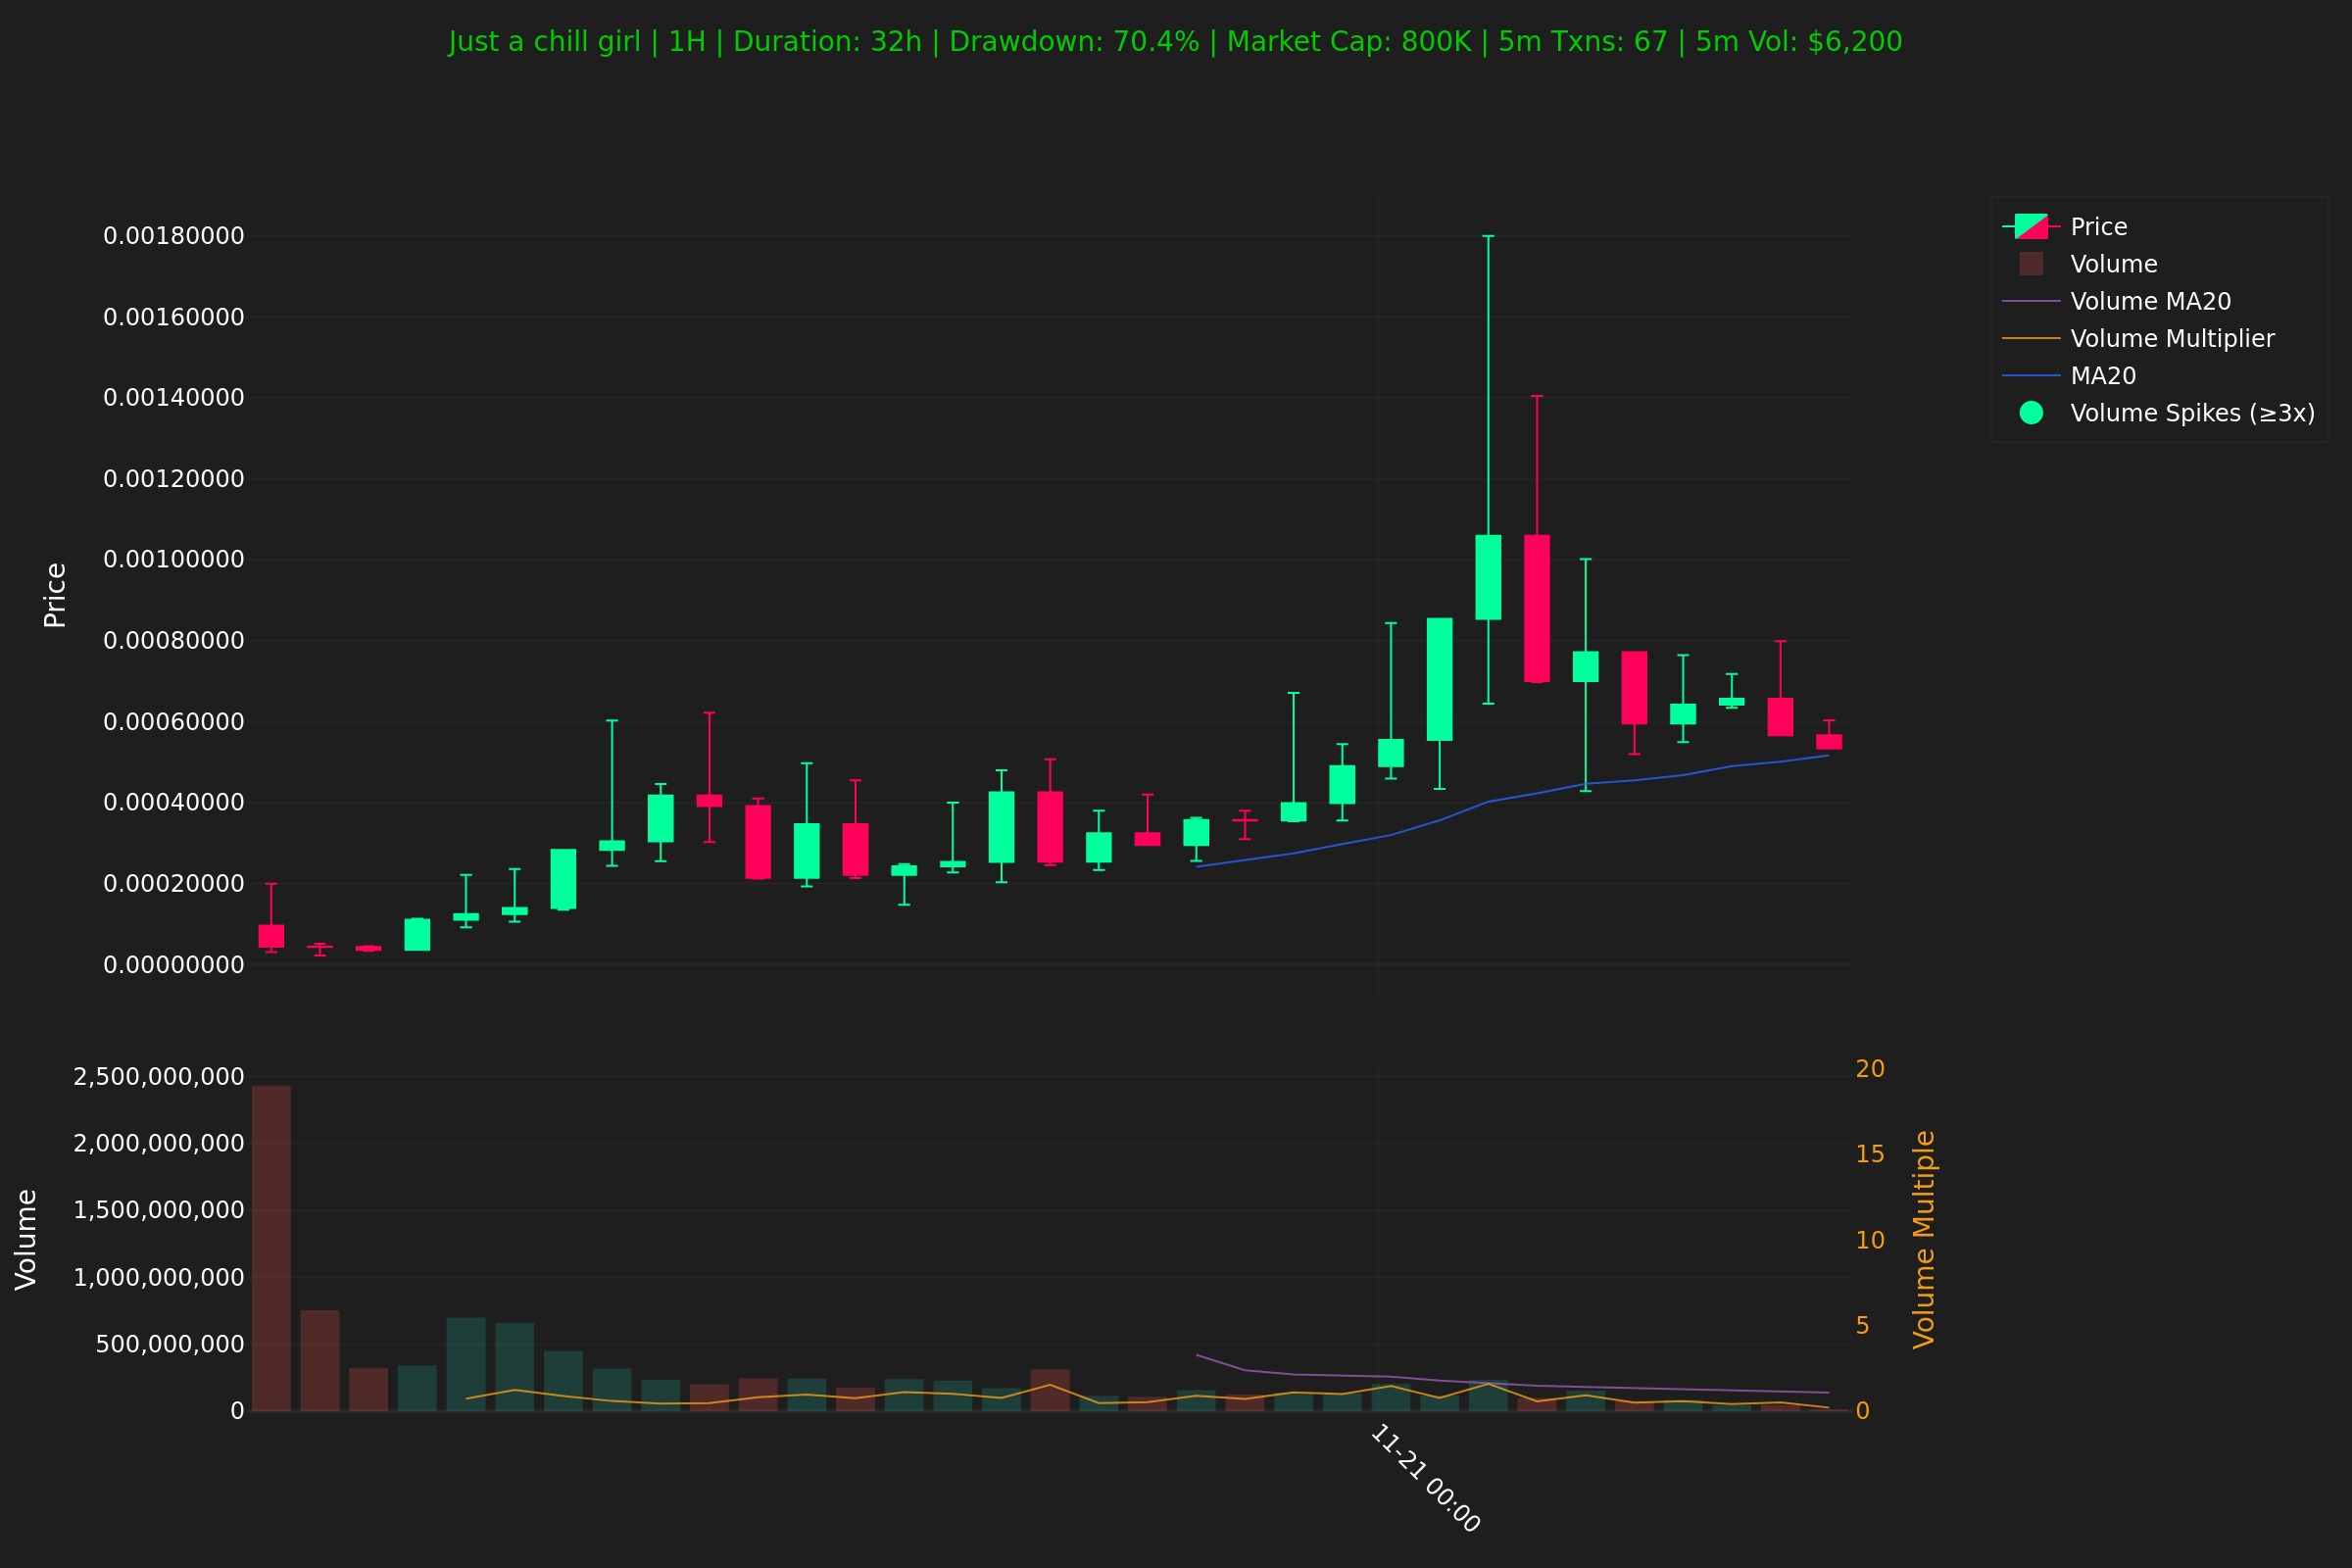 Just a chill girl | 1H | Duration: 32h | Drawdown: 70.4% | Market Cap: 800K | 5m Txns: 67 | 5m Vol: $6,200
Price
0.00180000
0.00160000
0.00140000
0.00120000
0.00100000
0.00080000
0.00060000
0.00040000
0.00020000
0.00000000
Price
Volume
Volume MA20
Volume Multiplier
MA20
Volume Spikes (≥3x)
Volume
2,500,000,000
2,000,000,000
1,500,000,000
1,000,000,000
500,000,000
0
20
15
10
5
0
Volume Multiple
11-21 00:00